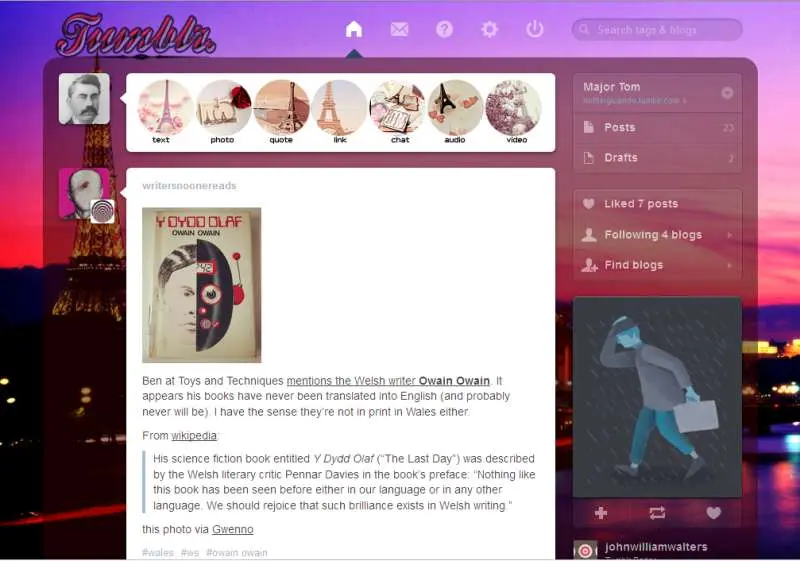 Tumblr.
Search tags & blogs
text photo quote link chat audio video
Major Tom
Posts 23
Drafts 2
Liked 7 posts
Following 4 blogs
Find blogs
writersnoonereads
Y DYDD OLAF
OWAIN OWAIN
Ben at Toys and Techniques mentions the Welsh writer Owain Owain. It
appears his books have never been translated into English (and probably
never will be). I have the sense they're not in print in Wales either.
From wikipedia:
His science fiction book entitled Y Dydd Olaf (“The Last Day”) was described
by the Welsh literary critic Pennar Davies in the book's preface: “Nothing like
this book has been seen before either in our language or in any other
language. We should rejoice that such brilliance exists in Welsh writing.”
this photo via Gwenno
#wales #ws #owain owain
johnwilliamwalters